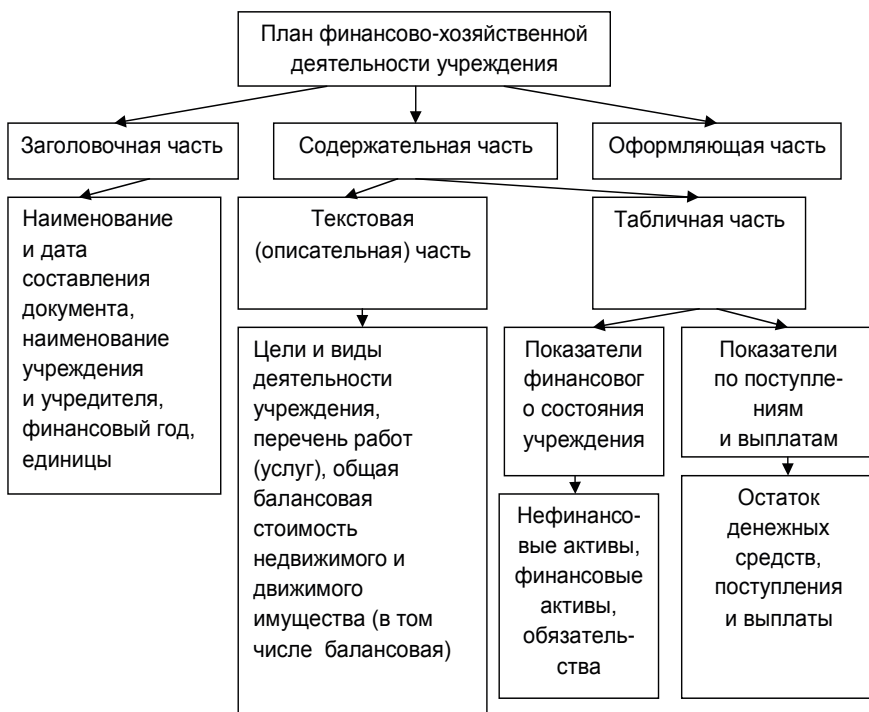 План финансово-хозяйственной
деятельности учреждения
Заголовочная часть
Содержательная часть
Оформляющая часть
Наименование
и дата
составления
документа,
наименование
учреждения
и учредителя,
финансовый год,
единицы
Текстовая
(описательная) часть
Табличная часть
Цели и виды
деятельности
учреждения,
перечень работ
(услуг), общая
балансовая
стоимость
недвижимого и
движимого
имущества (в том
числе балансовая)
Показатели
финансовог
о состояния
учреждения
Показатели
по поступле-
ниям
и выплатам
Нефинансо-
вые активы,
финансовые
активы,
обязатель-
ства
Остаток
денежных
средств,
поступления
и выплаты